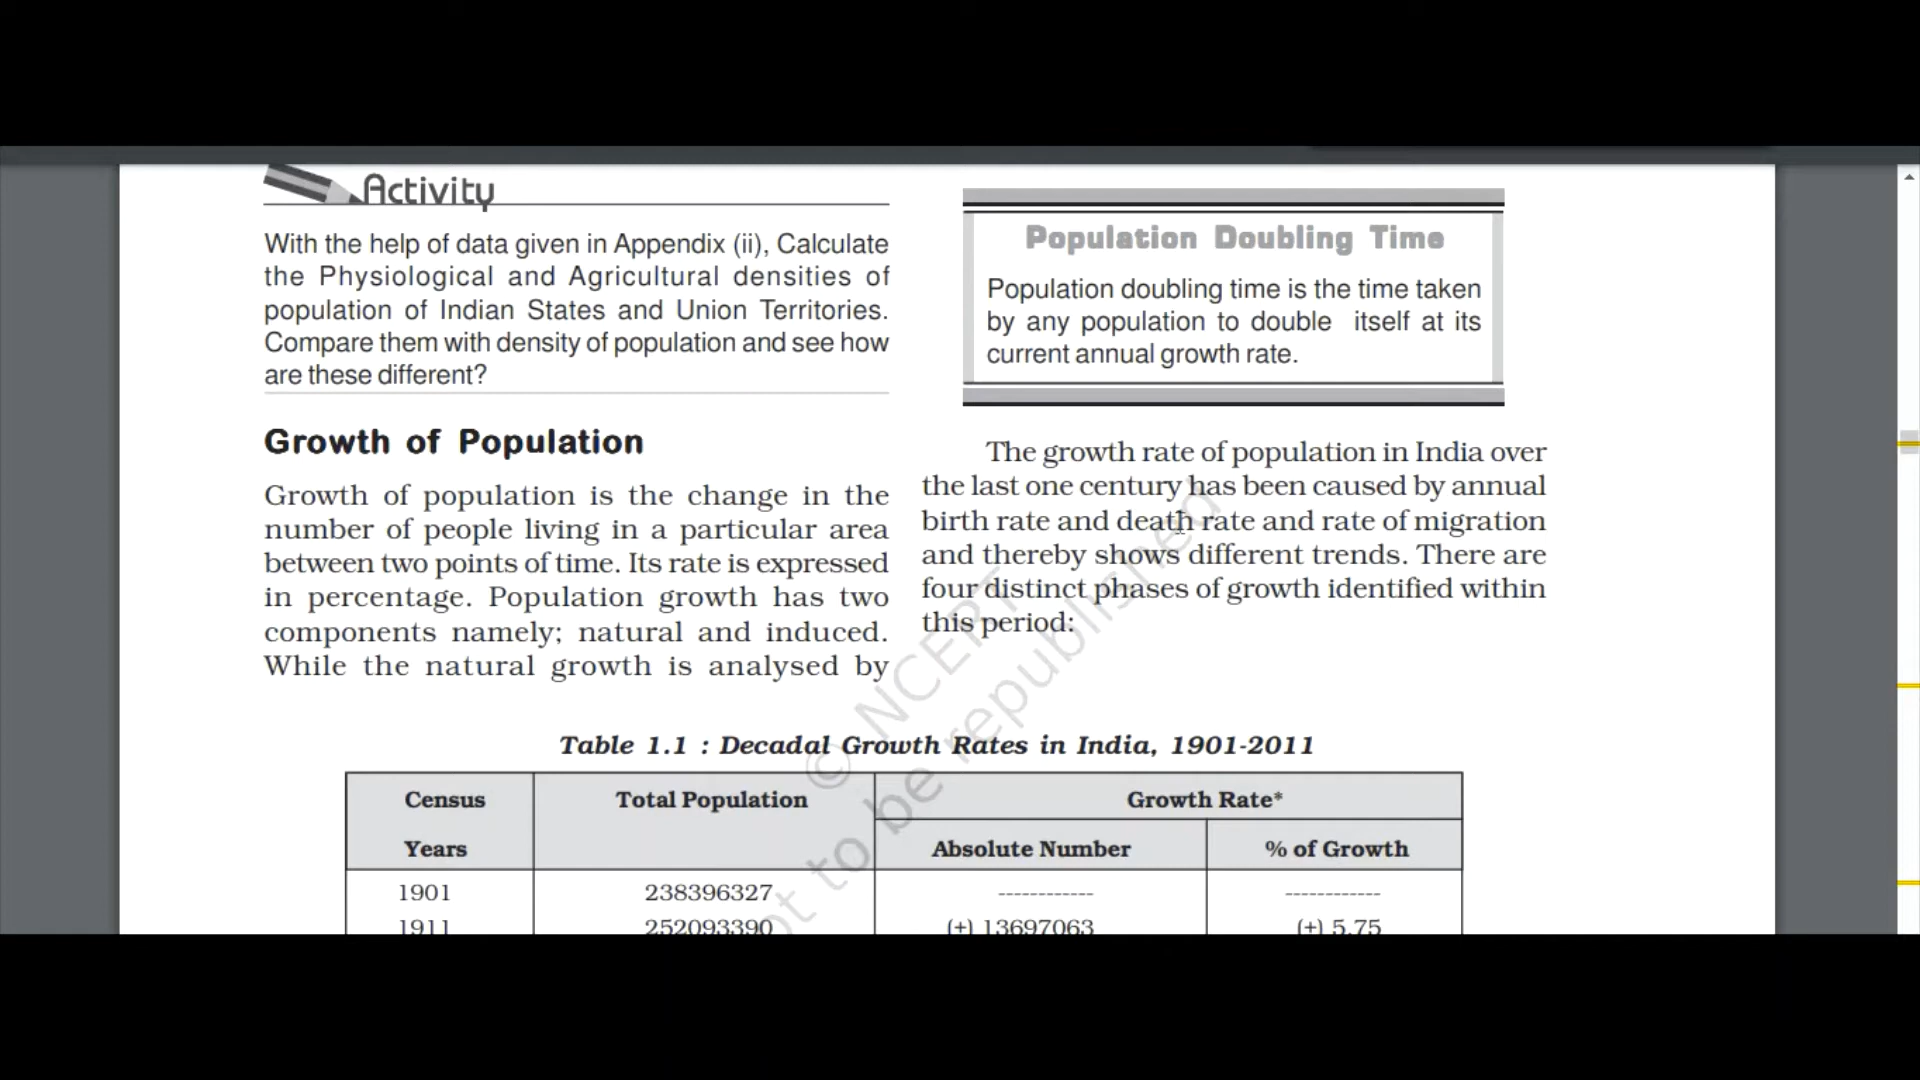 Activity
With the help of data given in Appendix (ii), Calculate
the Physiological and Agricultural densities of
population of Indian States and Union Territories.
Compare them with density of population and see how
are these different?
Growth of Population
Growth of population is the change in the
number of people living in a particular area
between two points of time. Its rate is expressed
in percentage. Population growth has two
components namely; natural and induced.
While the natural growth is analysed by
Population Doubling Time
Population doubling time is the time taken
by any population to double itself at its
current annual growth rate.
The growth rate of population in India over
the last one century has been caused by annual
birth rate and death rate and rate of migration
and thereby shows different trends. There are
four distinct phases of growth identified within
this period:
Table 1.1 : Decadal Growth Rates in India, 1901-2011
Census Years Total Population Growth Rate*
Absolute Number % of Growth
1901 238396327 ------------ ------------
1911 252093390 (+) 13697063 (+) 5.75
© NCERT
not to be republished